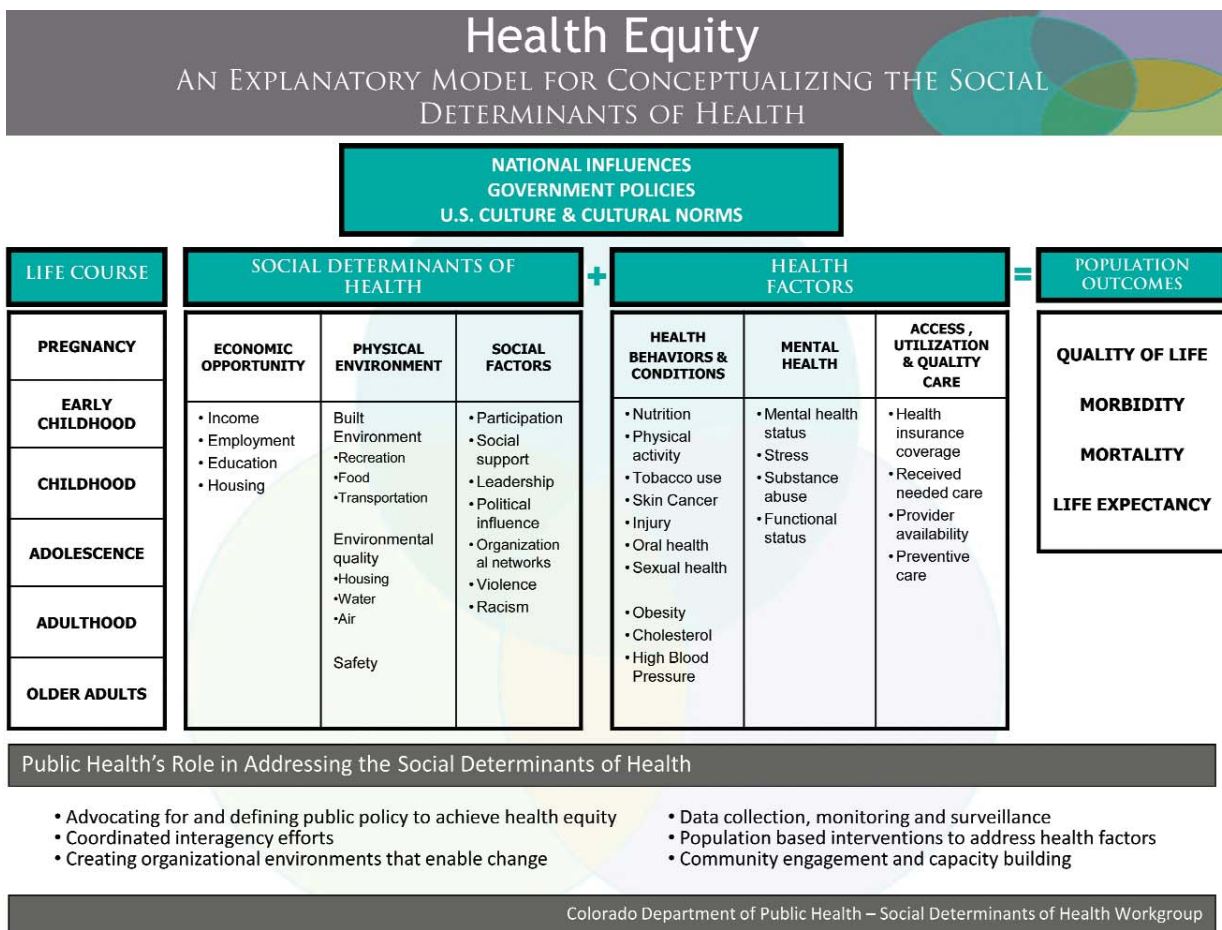 Health Equity
AN EXPLANATORY MODEL FOR CONCEPTUALIZING THE SOCIAL
DETERMINANTS OF HEALTH
NATIONAL INFLUENCES
GOVERNMENT POLICIES
U.S. CULTURE & CULTURAL NORMS
LIFE COURSE
PREGNANCY
EARLY
CHILDHOOD
CHILDHOOD
ADOLESCENCE
ADULTHOOD
OLDER ADULTS
SOCIAL DETERMINANTS OF
HEALTH
ECONOMIC
OPPORTUNITY
• Income
• Employment
• Education
• Housing
PHYSICAL
ENVIRONMENT
Built
Environment
•Recreation
•Food
•Transportation
Environmental
quality
•Housing
•Water
•Air
Safety
SOCIAL
FACTORS
•Participation
•Social
support
•Leadership
•Political
influence
•Organization
al networks
•Violence
•Racism
+
HEALTH
FACTORS
HEALTH
BEHAVIORS &
CONDITIONS
•Nutrition
•Physical
activity
•Tobacco use
•Skin Cancer
•Injury
•Oral health
•Sexual health
•Obesity
•Cholesterol
•High Blood
Pressure
MENTAL
HEALTH
•Mental health
status
•Stress
•Substance
abuse
•Functional
status
ACCESS ,
UTILIZATION
& QUALITY
CARE
•Health
insurance
coverage
•Received
needed care
•Provider
availability
•Preventive
care
=
POPULATION
OUTCOMES
QUALITY OF LIFE
MORBIDITY
MORTALITY
LIFE EXPECTANCY
Public Health's Role in Addressing the Social Determinants of Health
• Advocating for and defining public policy to achieve health equity
• Coordinated interagency efforts
• Creating organizational environments that enable change
• Data collection, monitoring and surveillance
• Population based interventions to address health factors
• Community engagement and capacity building
Colorado Department of Public Health – Social Determinants of Health Workgroup